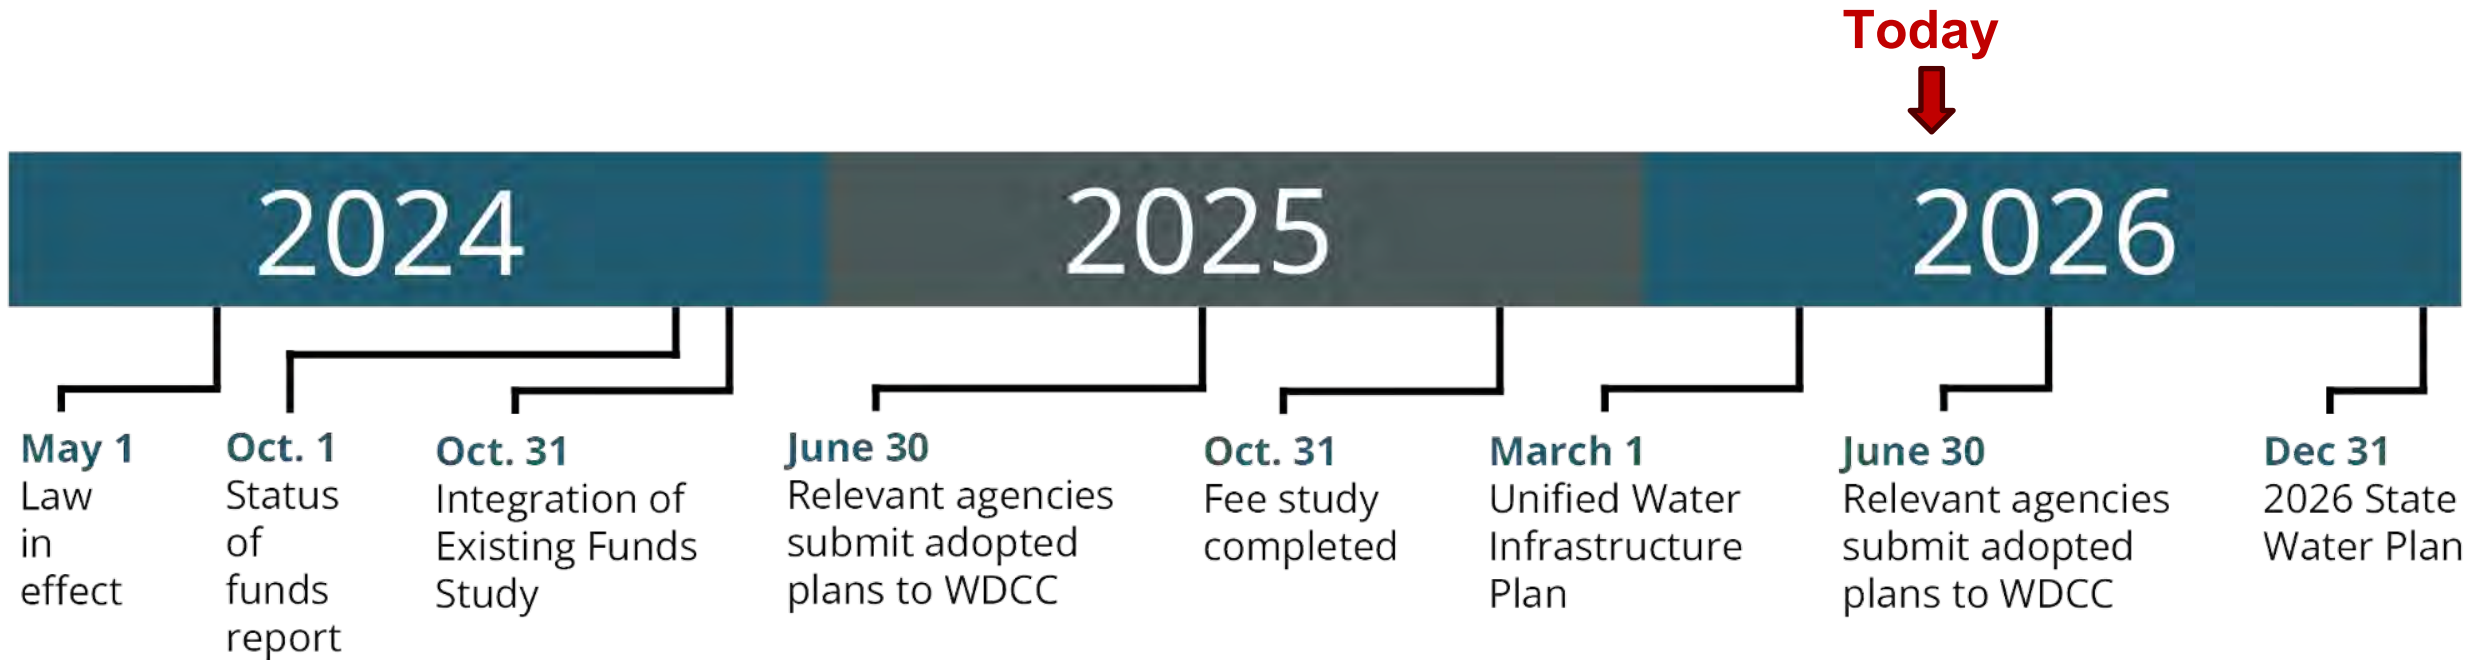 Today
2024
2025
2026
May 1
Law
in
effect
Oct. 1
Status
of
funds
report
Oct. 31
Integration of
Existing Funds
Study
June 30
Relevant agencies
submit adopted
plans to WDCC
Oct. 31
Fee study
completed
March 1
Unified Water
Infrastructure
Plan
June 30
Relevant agencies
submit adopted
plans to WDCC
Dec 31
2026 State
Water Plan